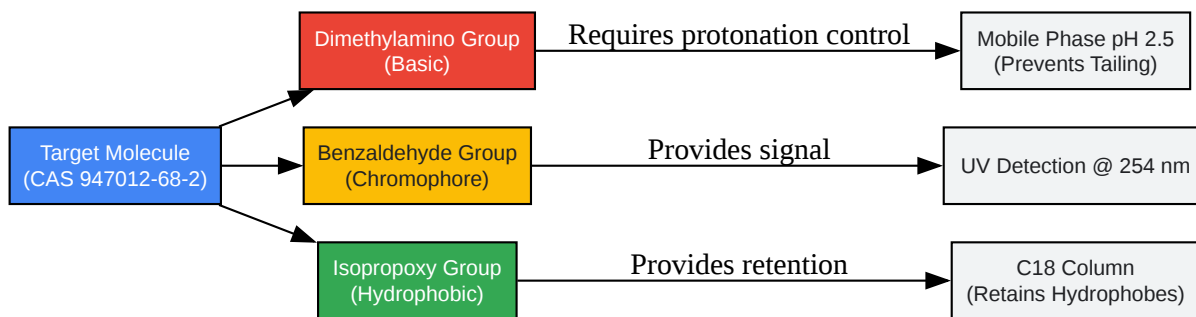 Dimethylamino Group
(Basic)
Requires protonation control
Mobile Phase pH 2.5
(Prevents Tailing)
Target Molecule
(CAS 947012-68-2)
Benzaldehyde Group
(Chromophore)
Provides signal
UV Detection @ 254 nm
Isopropoxy Group
(Hydrophobic)
Provides retention
C18 Column
(Retains Hydrophobes)